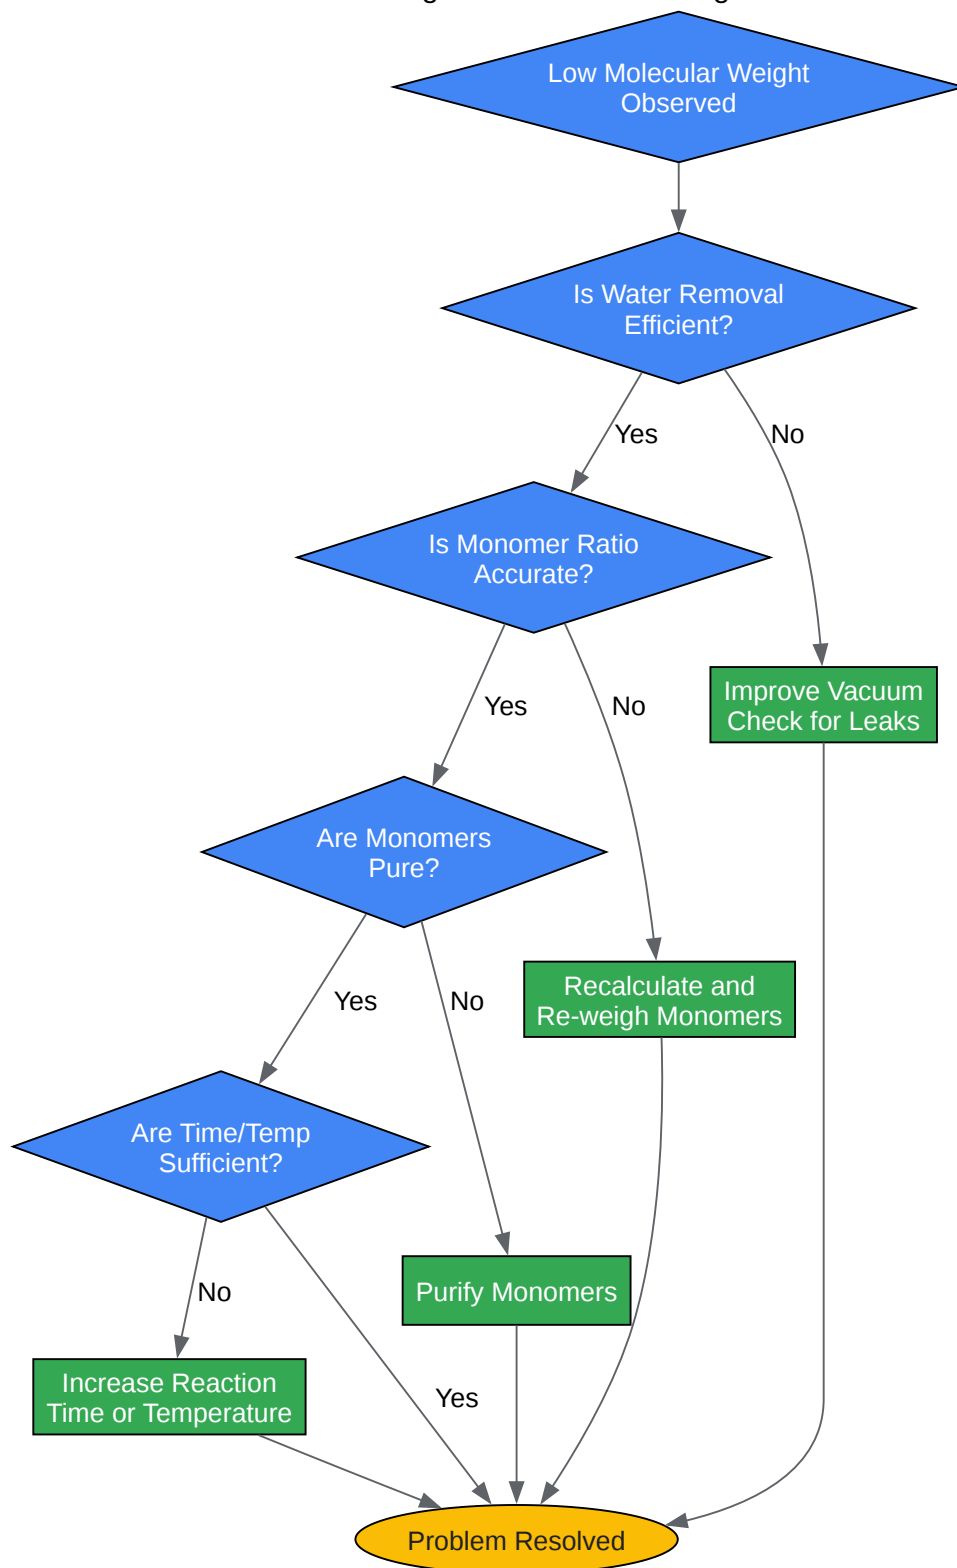 Low Molecular Weight
Observed
Is Water Removal
Efficient?
Yes
No
Is Monomer Ratio
Accurate?
Yes
No
Improve Vacuum
Check for Leaks
Are Monomers
Pure?
Yes
No
Recalculate and
Re-weigh Monomers
Are Time/Temp
Sufficient?
No
Yes
Purify Monomers
Increase Reaction
Time or Temperature
Problem Resolved